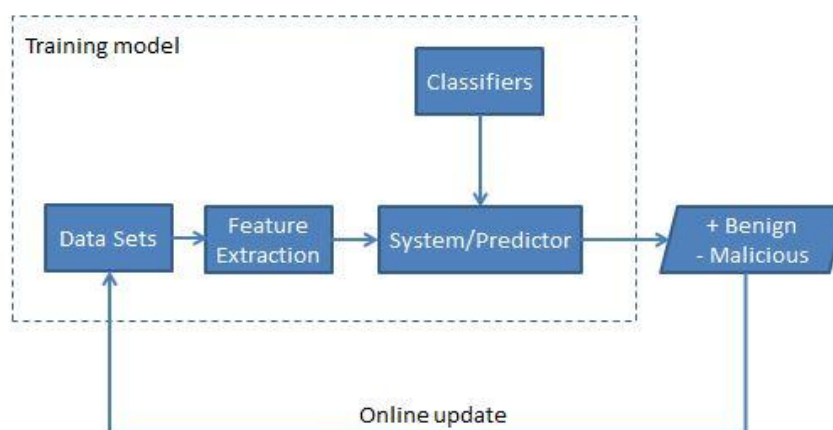 Training model
Classifiers
Data Sets
Feature
Extraction
System/Predictor
+ Benign
- Malicious
Online update